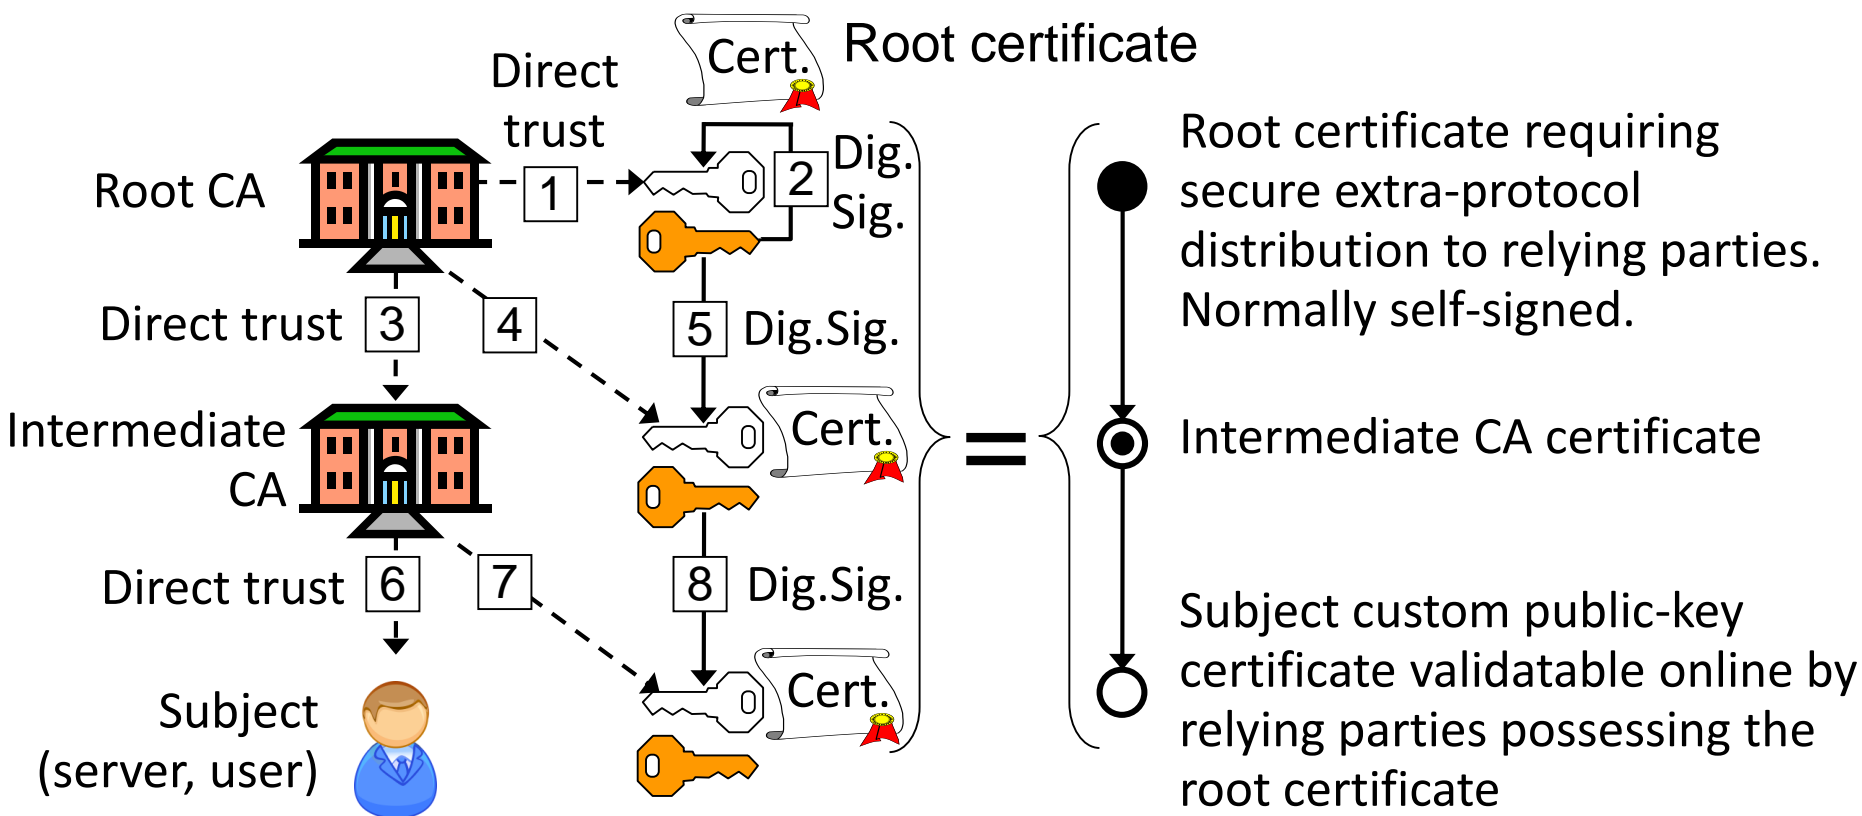 Cert.
Root certificate
Direct
trust
Root CA
1
2
Dig.
Sig.
Direct trust
3
4
5
Dig.Sig.
Intermediate
CA
Cert.
Direct trust
6
7
8
Dig.Sig.
Subject
(server, user)
Cert.
=
Root certificate requiring
secure extra-protocol
distribution to relying parties.
Normally self-signed.
Intermediate CA certificate
Subject custom public-key
certificate validatable online by
relying parties possessing the
root certificate